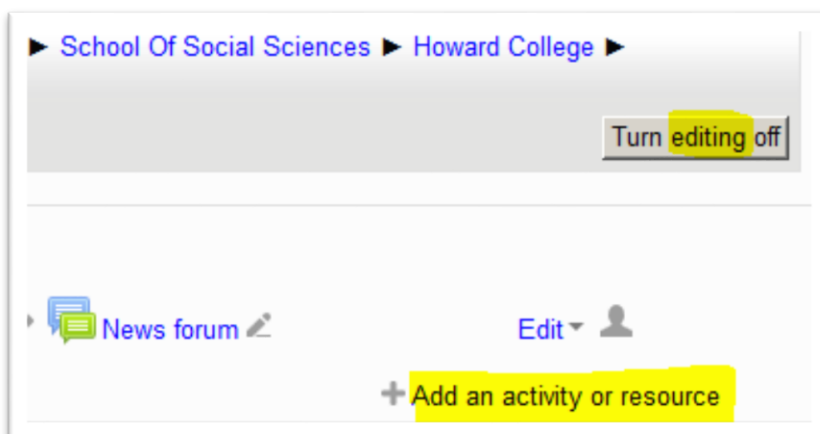 ► School Of Social Sciences ► Howard College ►
Turn editing off
News forum
Edit
Add an activity or resource